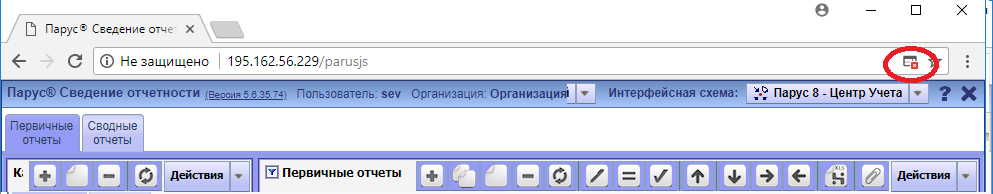 Парус® Сведение отчет
Не защищено 195.162.56.229/parusjs
Парус® Сведение отчетности (Версия 5.6.35.74) Пользователь: sev Организация: Организация Интерфейсная схема: Парус 8 - Центр Учета ?
Первичные отчеты
Сводные отчеты
Действия Первичные отчеты XLS Действия